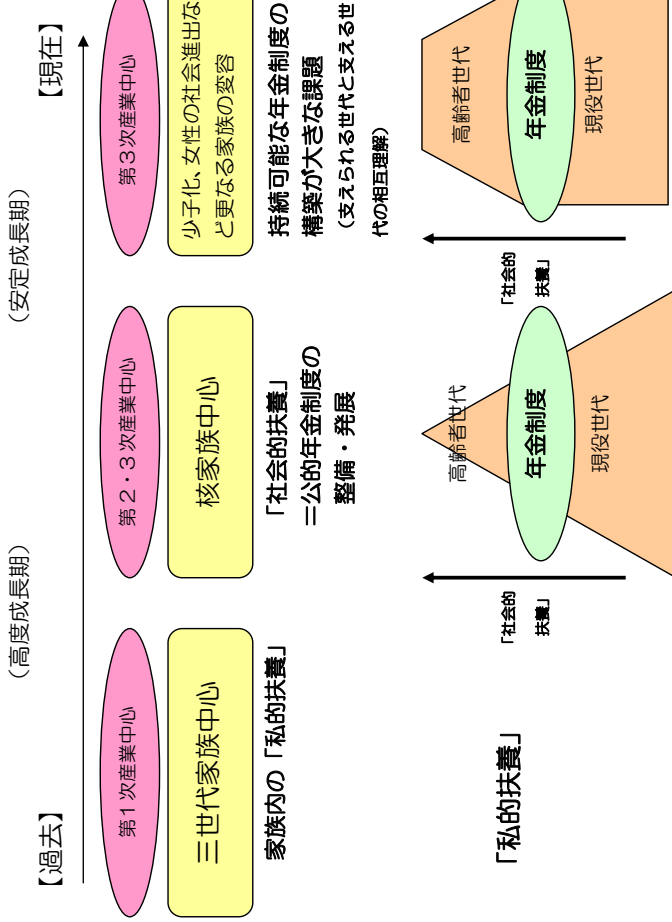 【過去】
（高度成長期）
（安定成長期）
【現在】
第１次産業中心
第２・３次産業中心
第３次産業中心
三世代家族中心
核家族中心
少子化、女性の社会進出な
ど更なる家族の変容
家族内の「私的扶養」
「社会的扶養」
＝公的年金制度の
整備・発展
持続可能な年金制度の
構築が大きな課題
（支えられる世代と支える世
代の相互理解）
「私的扶養」
「社会的
扶養」
高齢者世代
年金制度
現役世代
「社会的
扶養」
高齢者世代
年金制度
現役世代